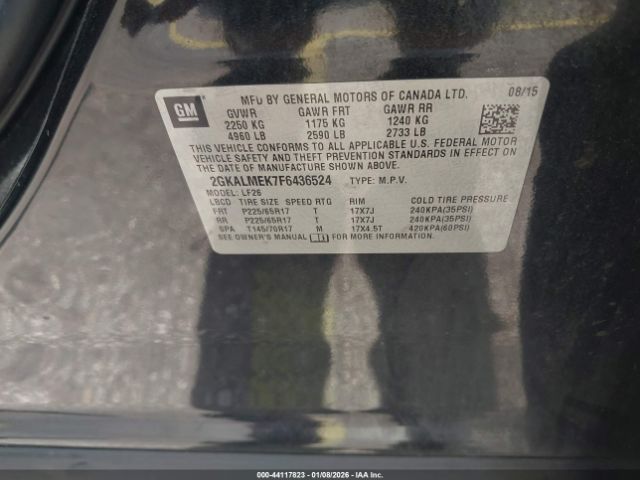 GM
MFD BY GENERAL MOTORS OF CANADA LTD. 08/15
GVWR GAWR FRT GAWR RR
2250 KG 1175 KG 1240 KG
4960 LB 2590 LB 2733 LB
THIS VEHICLE CONFORMS TO ALL APPLICABLE U.S. FEDERAL MOTOR
VEHICLE SAFETY AND THEFT PREVENTION STANDARDS IN EFFECT ON
THE DATE OF MANUFACTURE SHOWN ABOVE.
2GKALMEK7F6436524 TYPE: M.P.V.
MODEL: LF26
LBCD TIRE SIZE SPEED RTG RIM COLD TIRE PRESSURE
FRT P225/65R17 T 17X7J 240KPA(35PSI)
RR P225/65R17 T 17X7J 240KPA(35PSI)
SPA T145/70R17 M 17X4.5T 420KPA(60PSI)
SEE OWNER'S MANUAL FOR MORE INFORMATION.
000-44117823 | 01/08/2026 - IAA Inc.